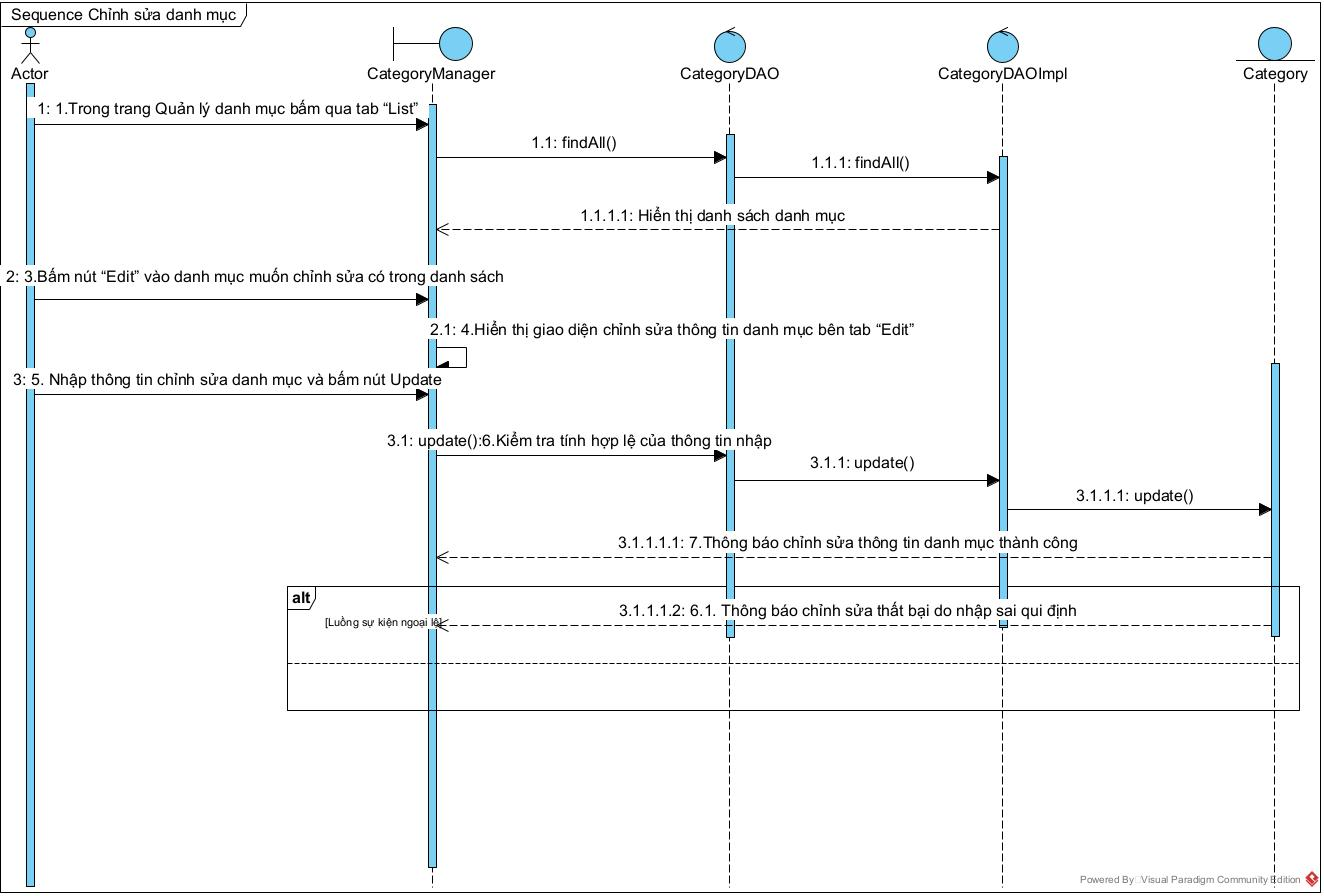 Sequence Chỉnh sửa danh mục
Actor
CategoryManager
CategoryDAO
CategoryDAOImpl
Category
1: 1.Trong trang Quản lý danh mục bấm qua tab “List”
1.1: findAll()
1.1.1: findAll()
1.1.1.1: Hiển thị danh sách danh mục
2: 3.Bấm nút “Edit” vào danh mục muốn chỉnh sửa có trong danh sách
2.1: 4.Hiển thị giao diện chỉnh sửa thông tin danh mục bên tab “Edit”
3: 5. Nhập thông tin chỉnh sửa danh mục và bấm nút Update
3.1: update():6.Kiểm tra tính hợp lệ của thông tin nhập
3.1.1: update()
3.1.1.1: update()
3.1.1.1.1: 7.Thông báo chỉnh sửa thông tin danh mục thành công
alt
3.1.1.1.2: 6.1. Thông báo chỉnh sửa thất bại do nhập sai qui định
[Luồng sự kiện ngoại lệ]
Powered By Visual Paradigm Community Edition